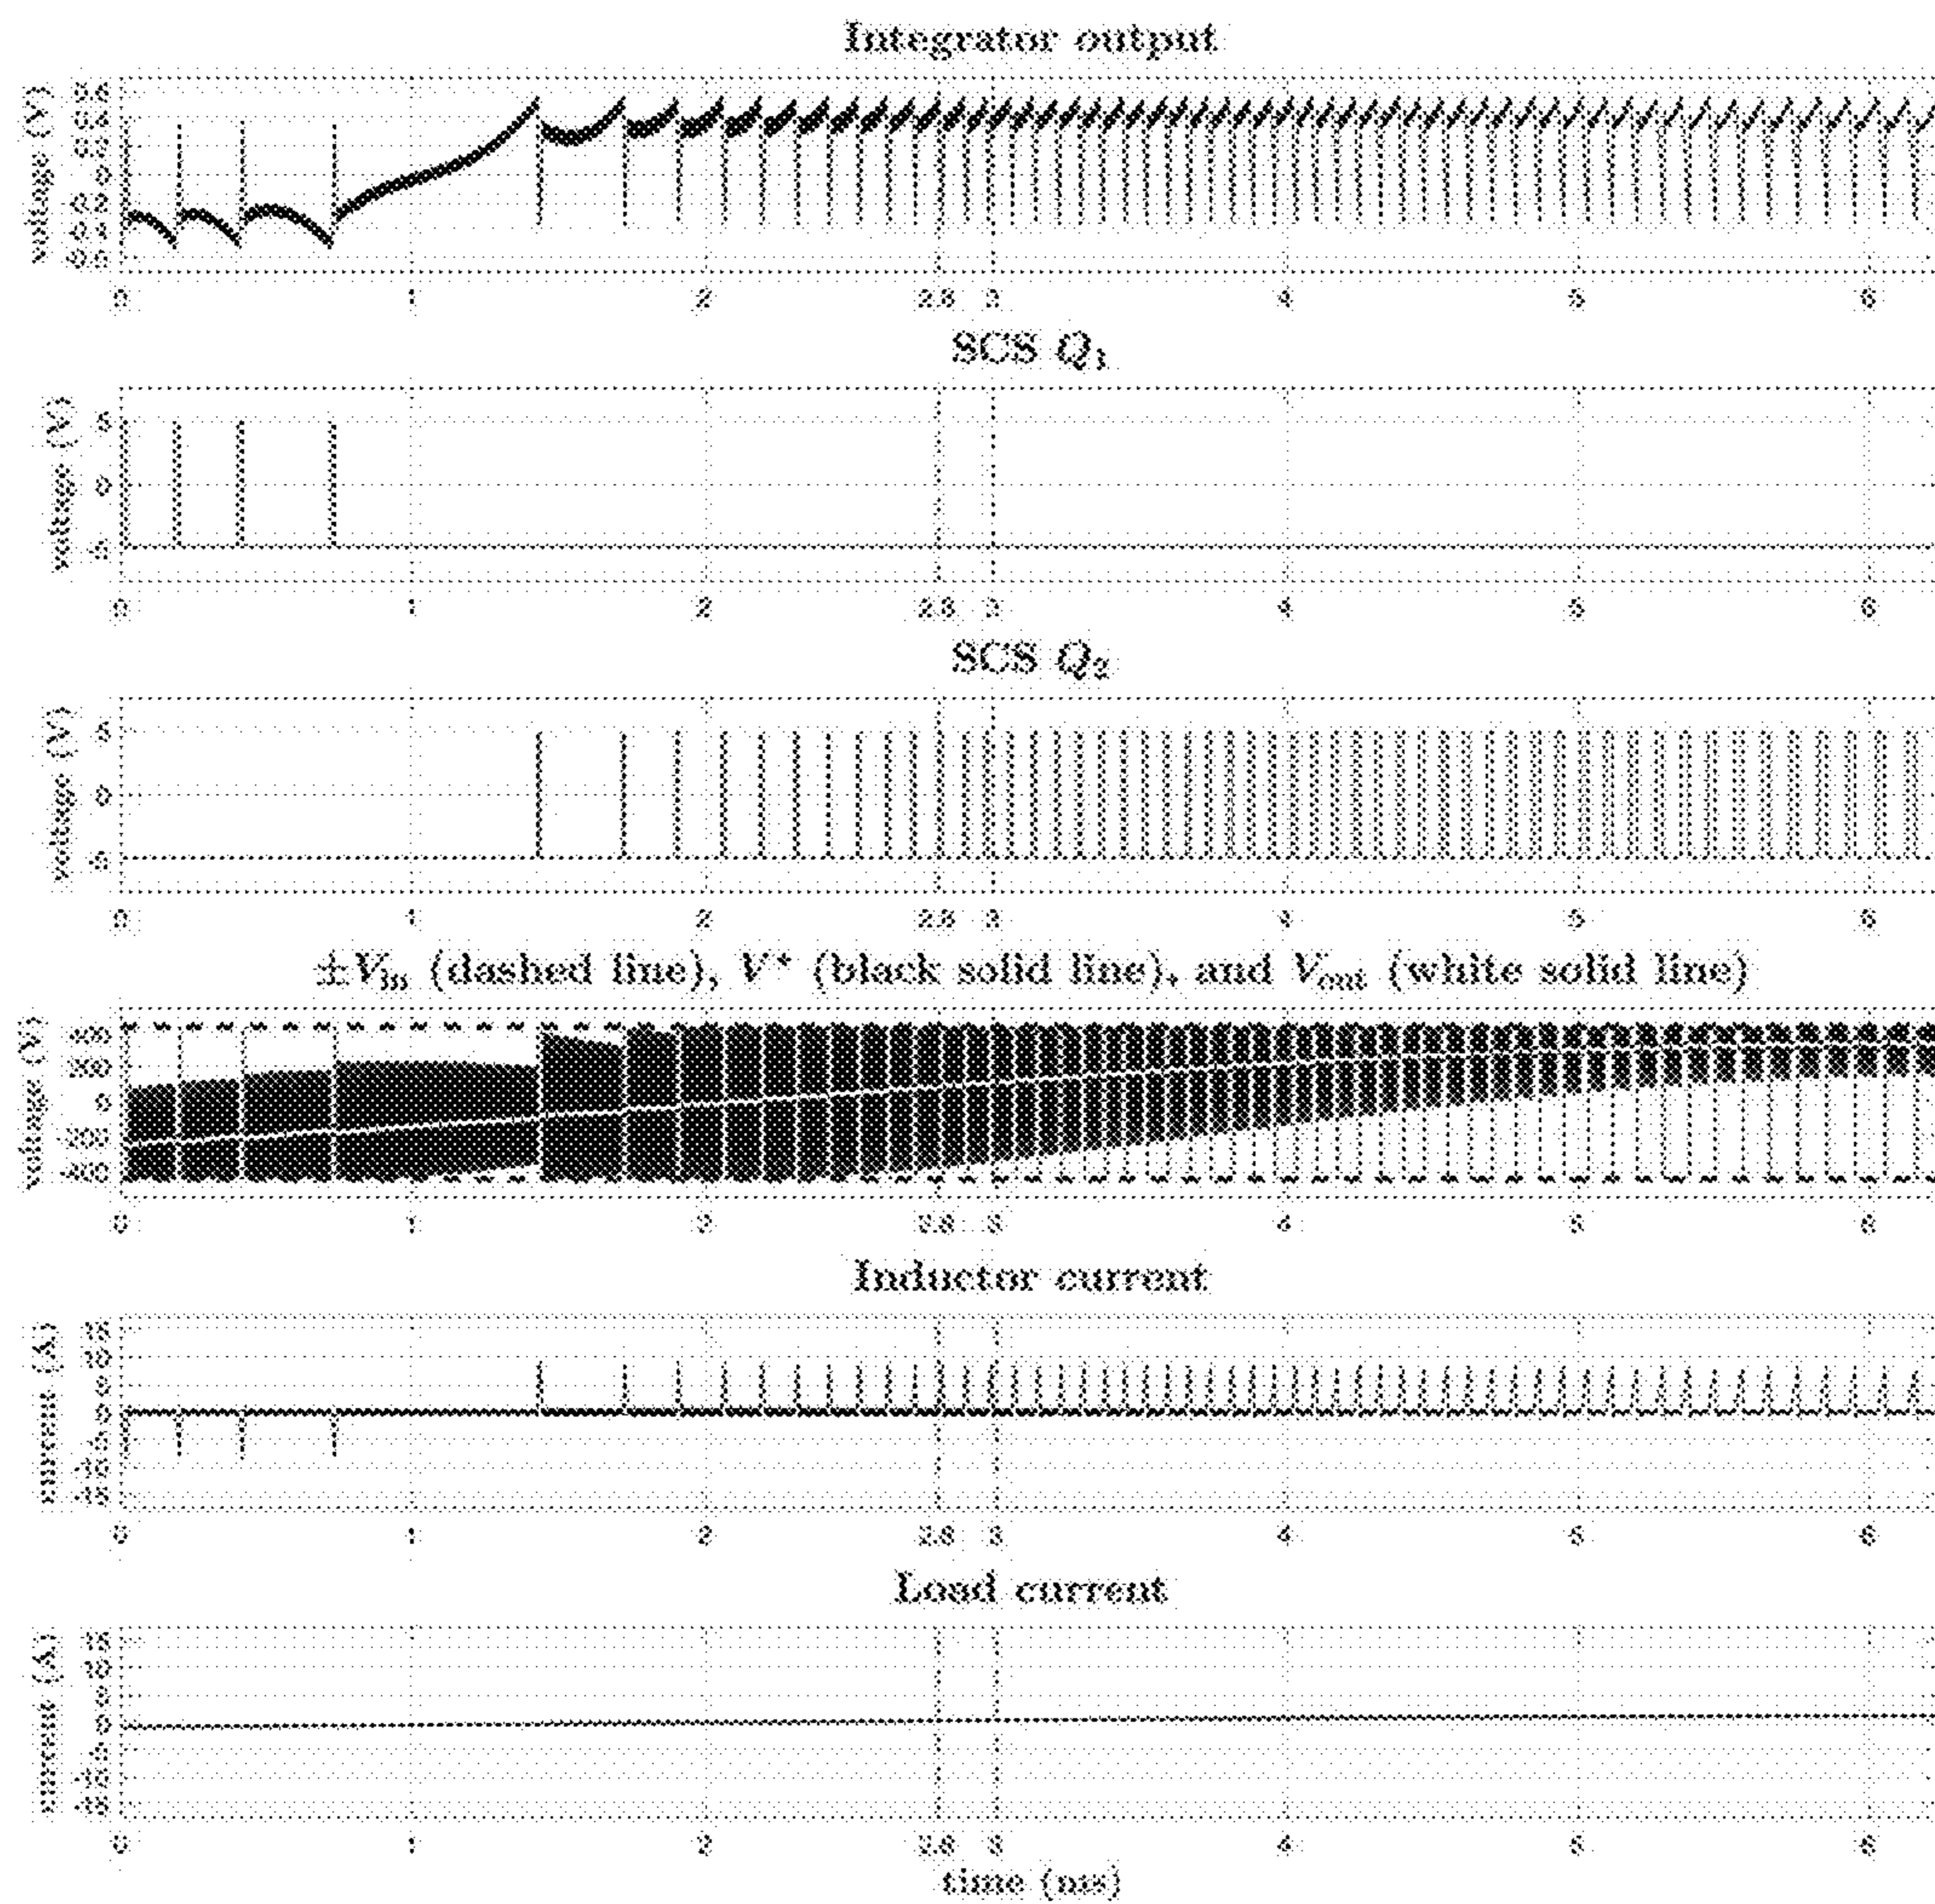 Integrator output
voltage (V)
0
0 1 2 2.8 3 4 5 6
SCS Q₁
voltage (V)
5
0
-5
0 1 2 2.8 3 4 5 6
SCS Q₂
voltage (V)
5
0
-5
0 1 2 2.8 3 4 5 6
±V_in (dashed line), V* (black solid line), and V_out (white solid line)
voltage (V)
0
0 1 2 2.8 3 4 5 6
Inductor current
current (A)
0
0 1 2 2.8 3 4 5 6
Load current
current (A)
0
0 1 2 2.8 3 4 5 6
time (ms)